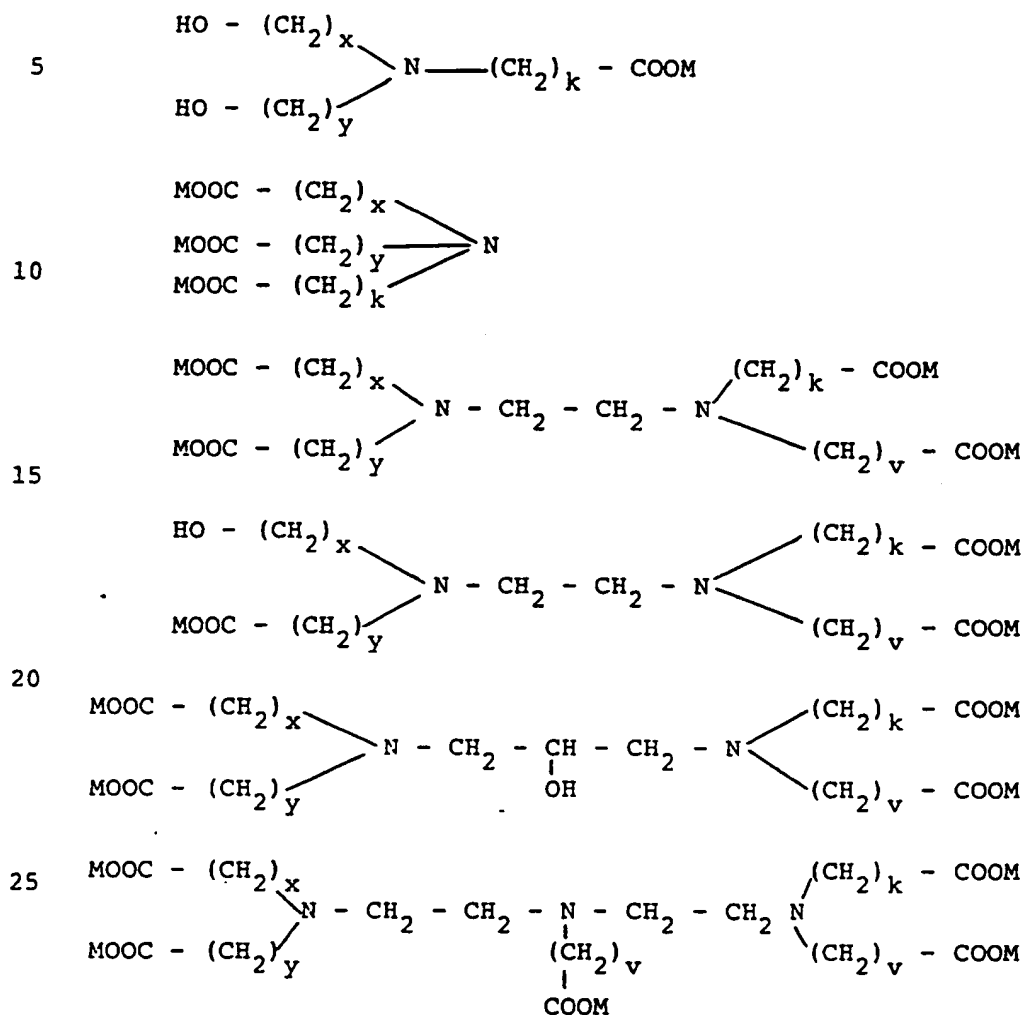 HO - (CH2)x
5 N (CH2)k - COOM
HO - (CH2)y
MOOC - (CH2)x
MOOC - (CH2)y N
10
MOOC - (CH2)k
MOOC - (CH2)x (CH2)k - COOM
N - CH2 - CH2 - N
MOOC - (CH2)y (CH2)v - COOM
15
HO - (CH2)x (CH2)k - COOM
N - CH2 - CH2 - N
MOOC - (CH2)y (CH2)v - COOM
20
MOOC - (CH2)x (CH2)k - COOM
N - CH2 - CH - CH2 - N
MOOC - (CH2)y OH (CH2)v - COOM
25 MOOC - (CH2)x (CH2)k - COOM
N - CH2 - CH2 - N - CH2 - CH2 N
MOOC - (CH2)y (CH2)v (CH2)v - COOM
COOM